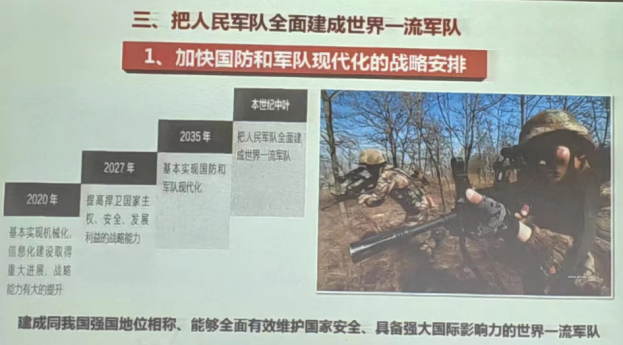 三、把人民军队全面建成世界一流军队
1、加快国防和军队现代化的战略安排
本世纪中叶
把人民军队全面建
成世界一流军队
2035年
基本实现国防和
军队现代化
2027年
提高捍卫国家主
权、安全、发展
利益的战略能力
2020年
基本实现机械化,
信息化建设取得
重大进展,战略
能力有大的提升
建成同我国强国地位相称、能够全面有效维护国家安全、具备强大国际影响力的世界一流军队